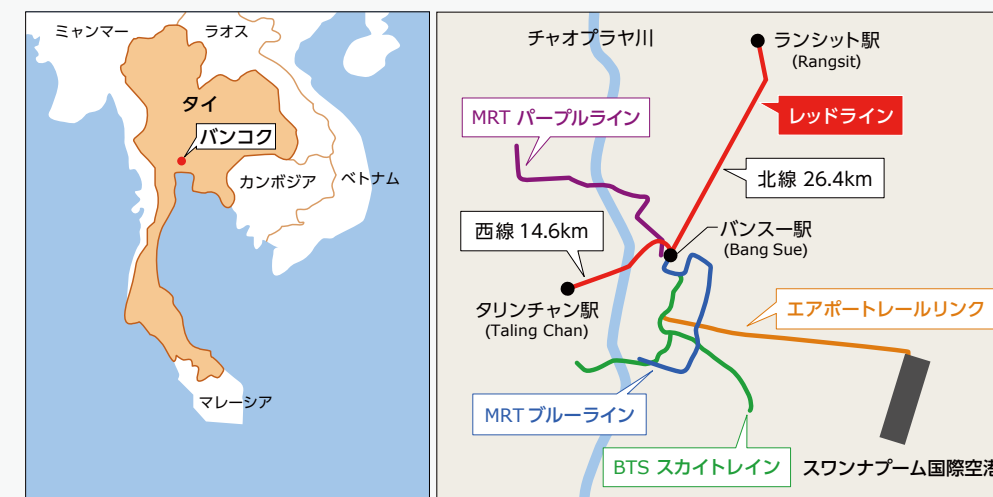 ミャンマー
ラオス
タイ
バンコク
カンボジア
ベトナム
マレーシア
チャオプラヤ川
ランシット駅
(Rangsit)
MRT パープルライン
レッドライン
北線 26.4km
西線 14.6km
バンスー駅
(Bang Sue)
タリンチャン駅
(Taling Chan)
エアポートレールリンク
MRT ブルーライン
BTS スカイトレイン
スワンナプーム国際空港